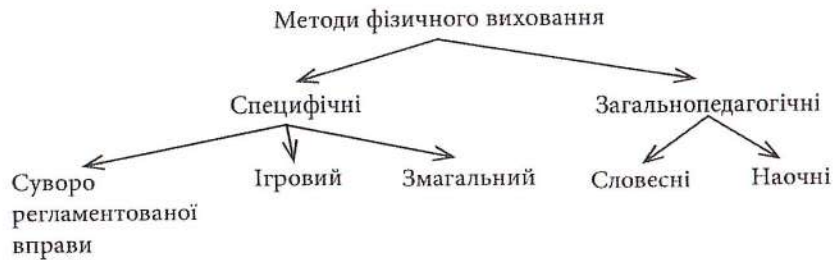 Методи фізичного виховання
Специфічні
Загальнопедагогічні
Суворо
регламентованої
вправи
Ігровий
Змагальний
Словесні
Наочні